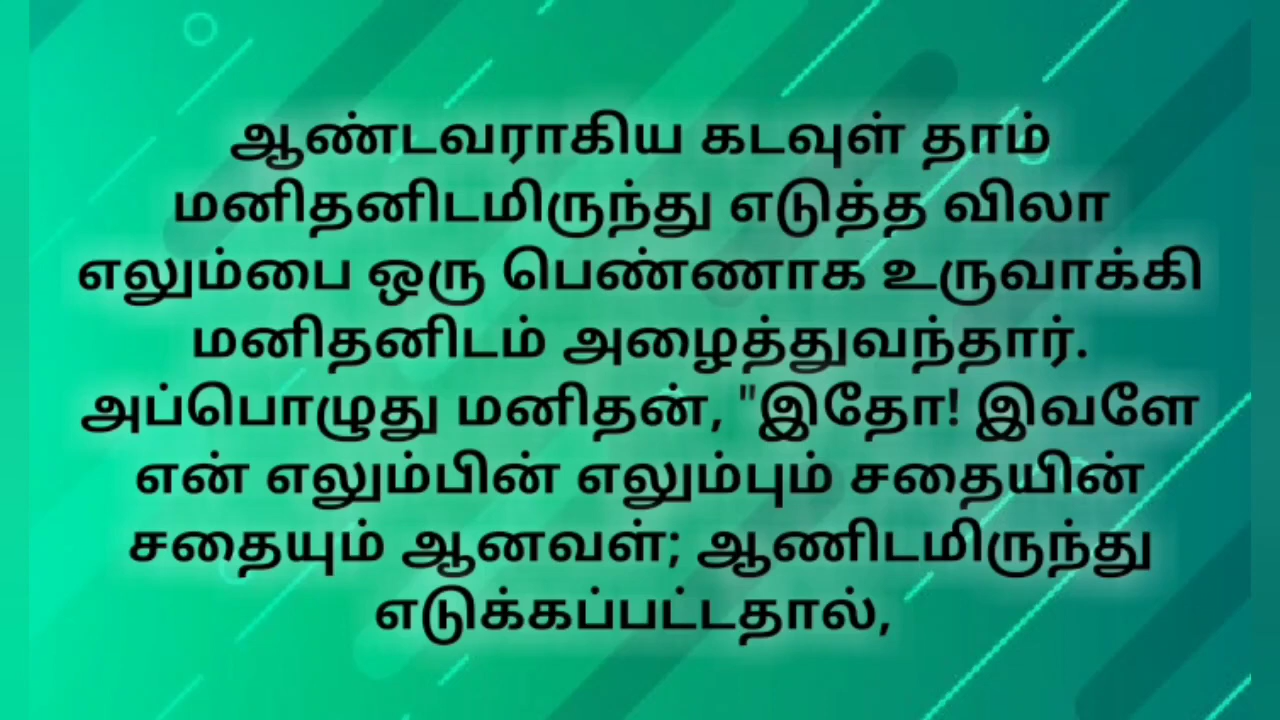 ஆண்டவராகிய கடவுள் தாம்
மனிதனிடமிருந்து எடுத்த விலா
எலும்பை ஒரு பெண்ணாக உருவாக்கி
மனிதனிடம் அழைத்துவந்தார்.
அப்பொழுது மனிதன், "இதோ! இவளே
என் எலும்பின் எலும்பும் சதையின்
சதையும் ஆனவள்; ஆணிடமிருந்து
எடுக்கப்பட்டதால்,